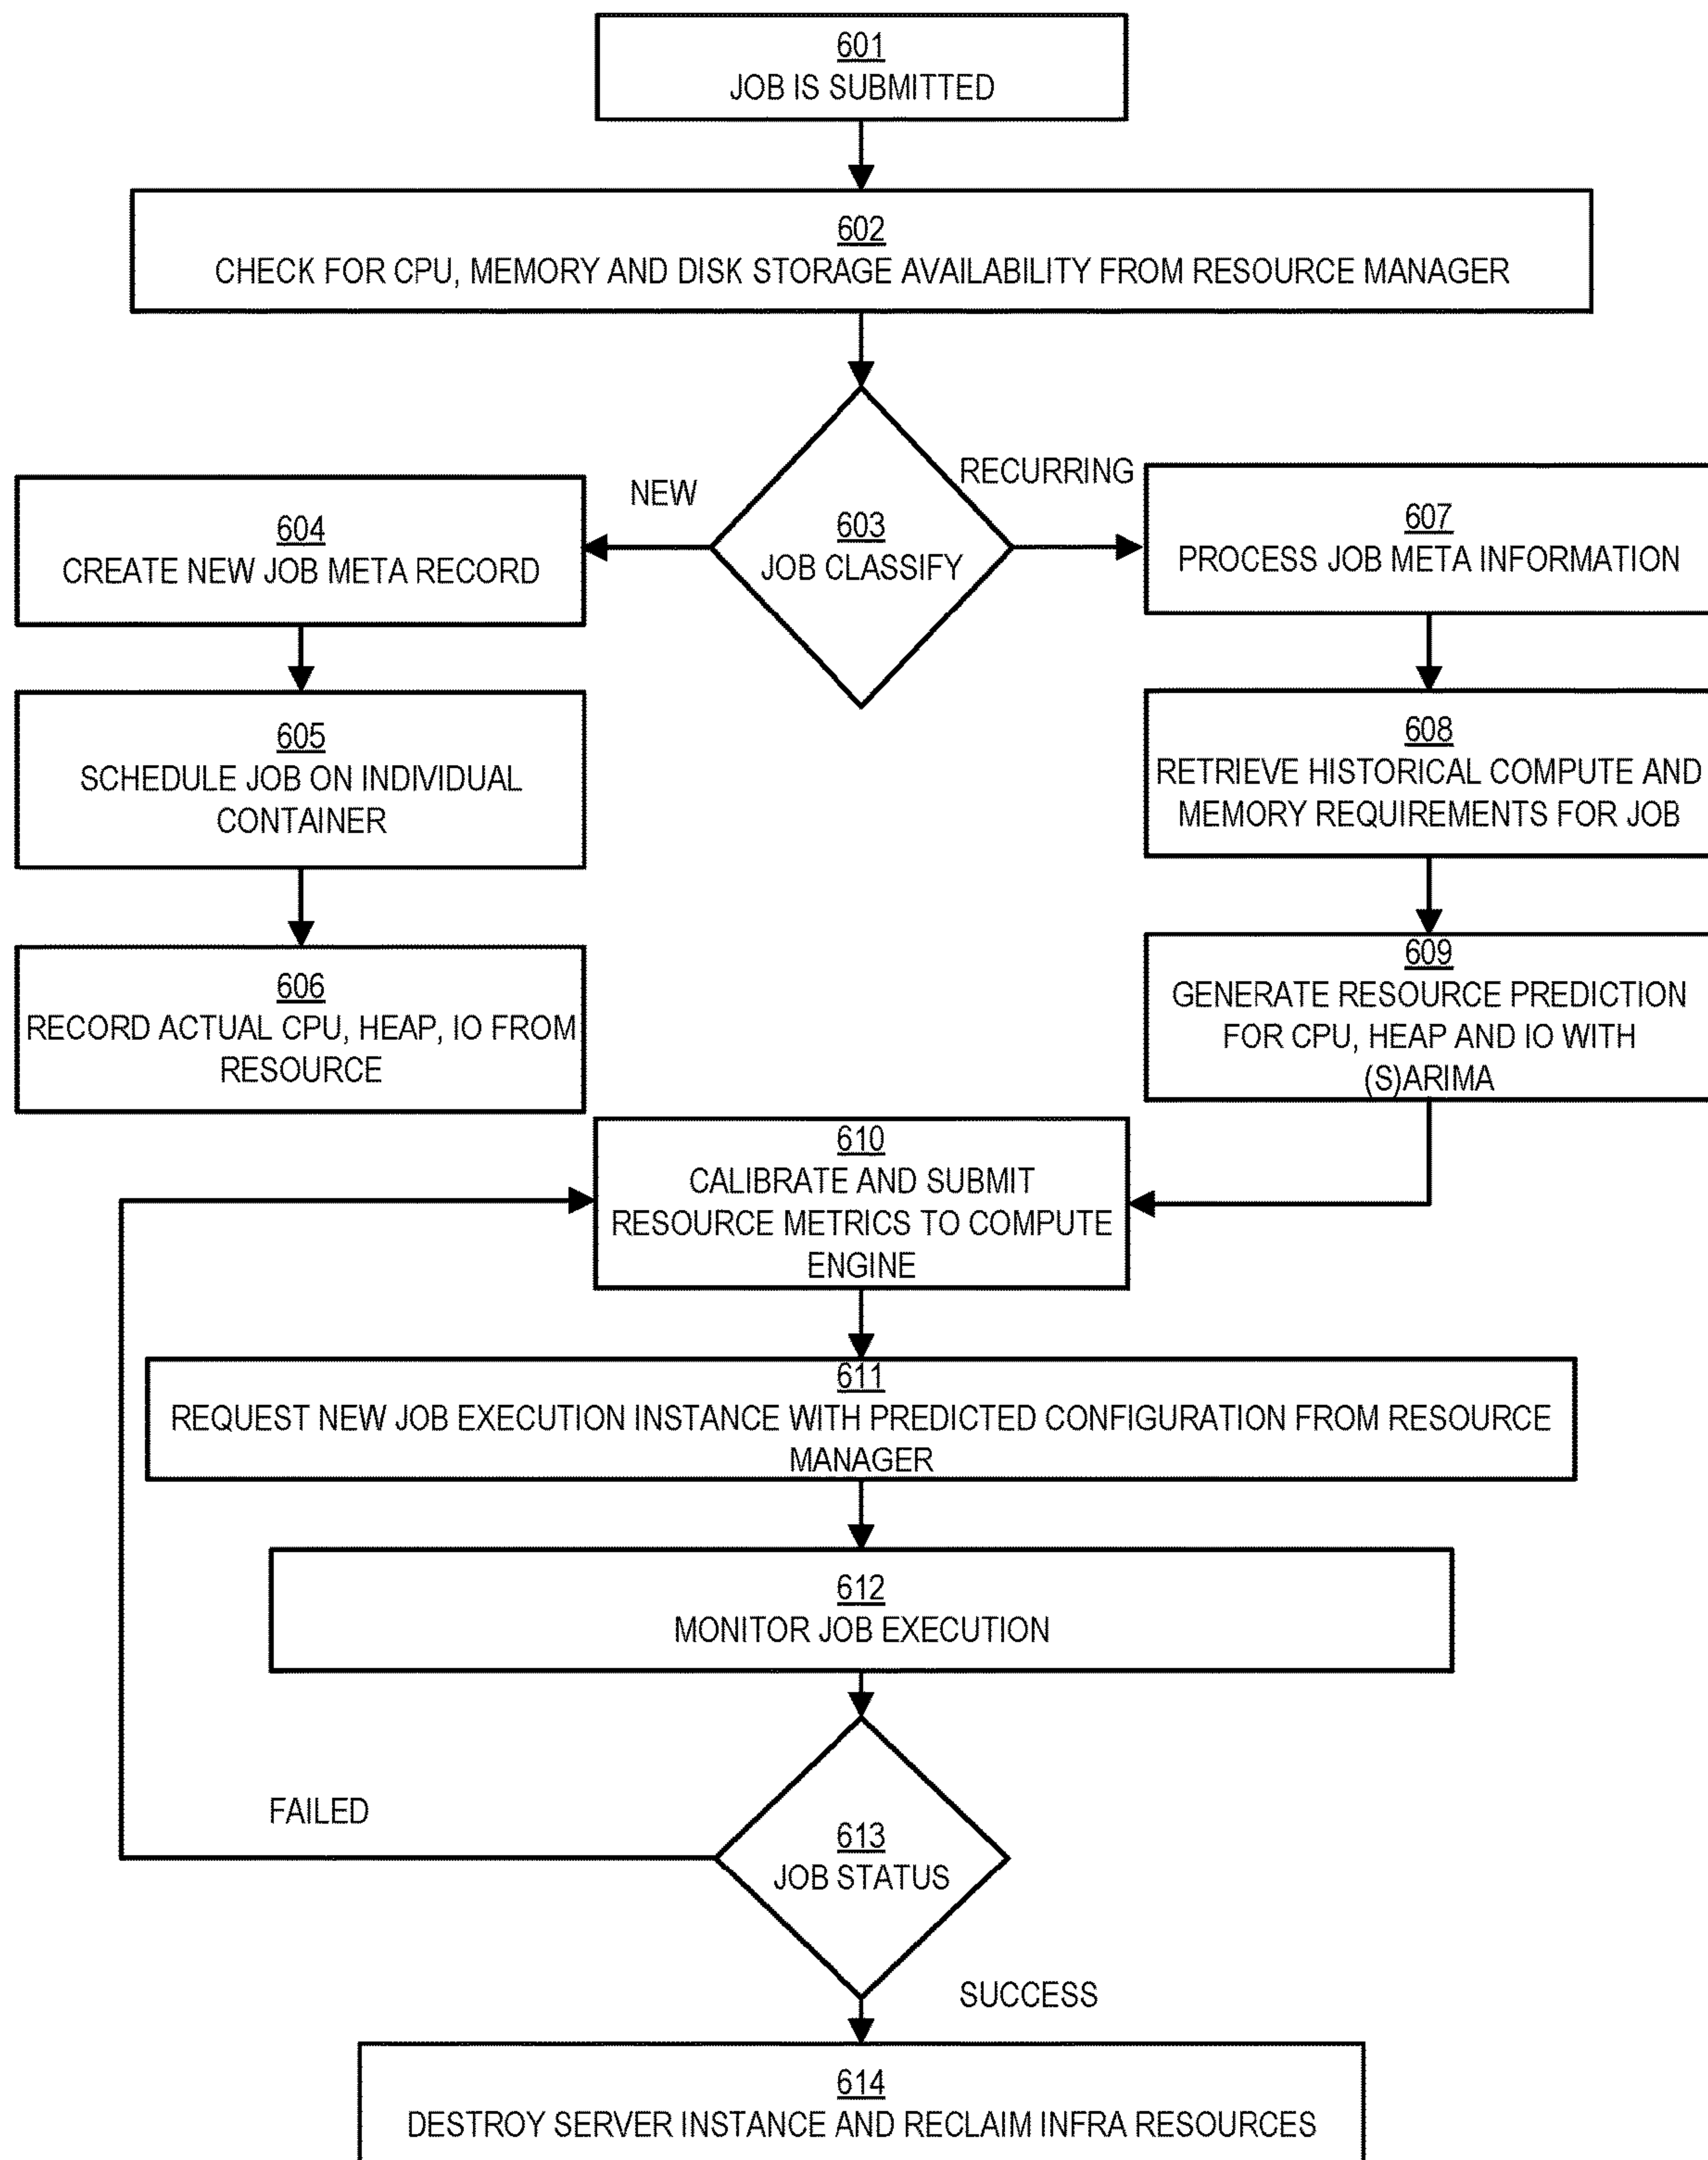 601
JOB IS SUBMITTED
602
CHECK FOR CPU, MEMORY AND DISK STORAGE AVAILABILITY FROM RESOURCE MANAGER
NEW
RECURRING
603
JOB CLASSIFY
604
CREATE NEW JOB META RECORD
605
SCHEDULE JOB ON INDIVIDUAL
CONTAINER
606
RECORD ACTUAL CPU, HEAP, IO FROM
RESOURCE
607
PROCESS JOB META INFORMATION
608
RETRIEVE HISTORICAL COMPUTE AND
MEMORY REQUIREMENTS FOR JOB
609
GENERATE RESOURCE PREDICTION
FOR CPU, HEAP AND IO WITH
(S)ARIMA
610
CALIBRATE AND SUBMIT
RESOURCE METRICS TO COMPUTE
ENGINE
611
REQUEST NEW JOB EXECUTION INSTANCE WITH PREDICTED CONFIGURATION FROM RESOURCE
MANAGER
612
MONITOR JOB EXECUTION
FAILED
613
JOB STATUS
SUCCESS
614
DESTROY SERVER INSTANCE AND RECLAIM INFRA RESOURCES